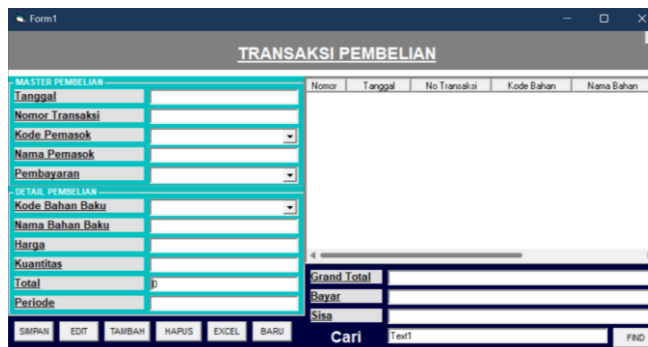 Form1
TRANSAKSI PEMBELIAN
MASTER PEMBELIAN
Tanggal
Nomor Transaksi
Kode Pemasok
Nama Pemasok
Pembayaran
DETAIL PEMBELIAN
Kode Bahan Baku
Nama Bahan Baku
Harga
Kuantitas
Total 0
Periode
SIMPAN EDIT TAMBAH HAPUS EXCEL BARU
Nomor Tanggal No Transaksi Kode Bahan Nama Bahan
Grand Total
Bayar
Sisa
Cari Text1 FIND